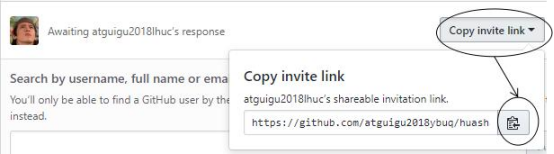 Awaiting atguigu2018lhuc's response
Copy invite link
Search by username, full name or ema
You'll only be able to find a GitHub user by the
instead.
Copy invite link
atguigu2018lhuc's shareable invitation link.
https://github.com/atguigu2018ybuq/huash